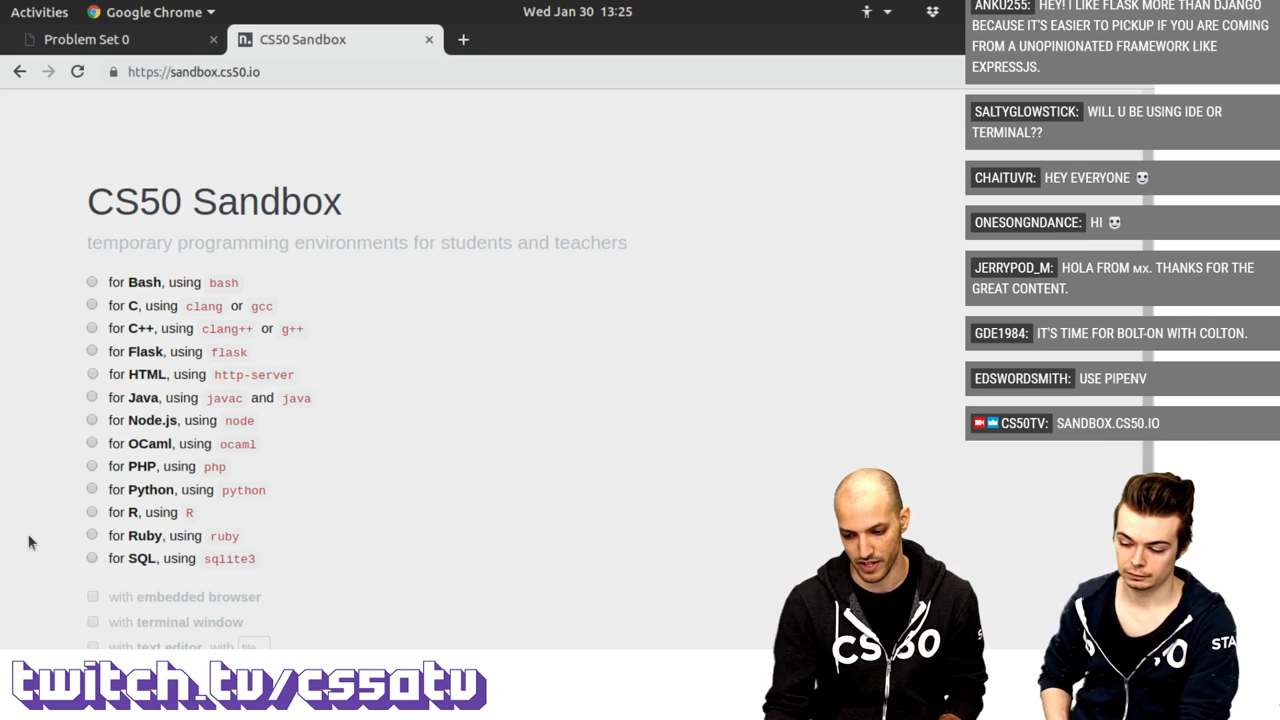 Activities
Google Chrome
Wed Jan 30 13:25
Problem Set 0
CS50 Sandbox
https://sandbox.cs50.io
CS50 Sandbox
temporary programming environments for students and teachers
for Bash, using bash
for C, using clang or gcc
for C++, using clang++ or g++
for Flask, using flask
for HTML, using http-server
for Java, using javac and java
for Node.js, using node
for OCaml, using ocaml
for PHP, using php
for Python, using python
for R, using R
for Ruby, using ruby
for SQL, using sqlite3
with embedded browser
with terminal window
with text editor, with file
ANKU255: HEY! I LIKE FLASK MORE THAN DJANGO
BECAUSE IT'S EASIER TO PICKUP IF YOU ARE COMING
FROM A UNOPINIONATED FRAMEWORK LIKE
EXPRESSJS.
SALTYGLOWSTICK: WILL U BE USING IDE OR
TERMINAL??
CHAITUVR: HEY EVERYONE
ONESONGNDANCE: HI
JERRYPOD_M: HOLA FROM MX. THANKS FOR THE
GREAT CONTENT.
GDE1984: IT'S TIME FOR BOLT-ON WITH COLTON.
EDSWORDSMITH: USE PIPENV
CS50TV: SANDBOX.CS50.IO
CS50
STA
twitch.tv/cs50tv